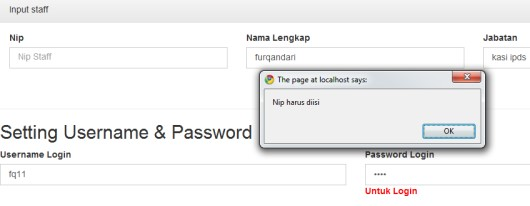 Input staff
Nip Nama Lengkap Jabatan
Nip Staff furqandari kasi ipds
The page at localhost says:
Nip harus diisi
OK
Setting Username & Password
Username Login Password Login
fq11 ••••
Untuk Login